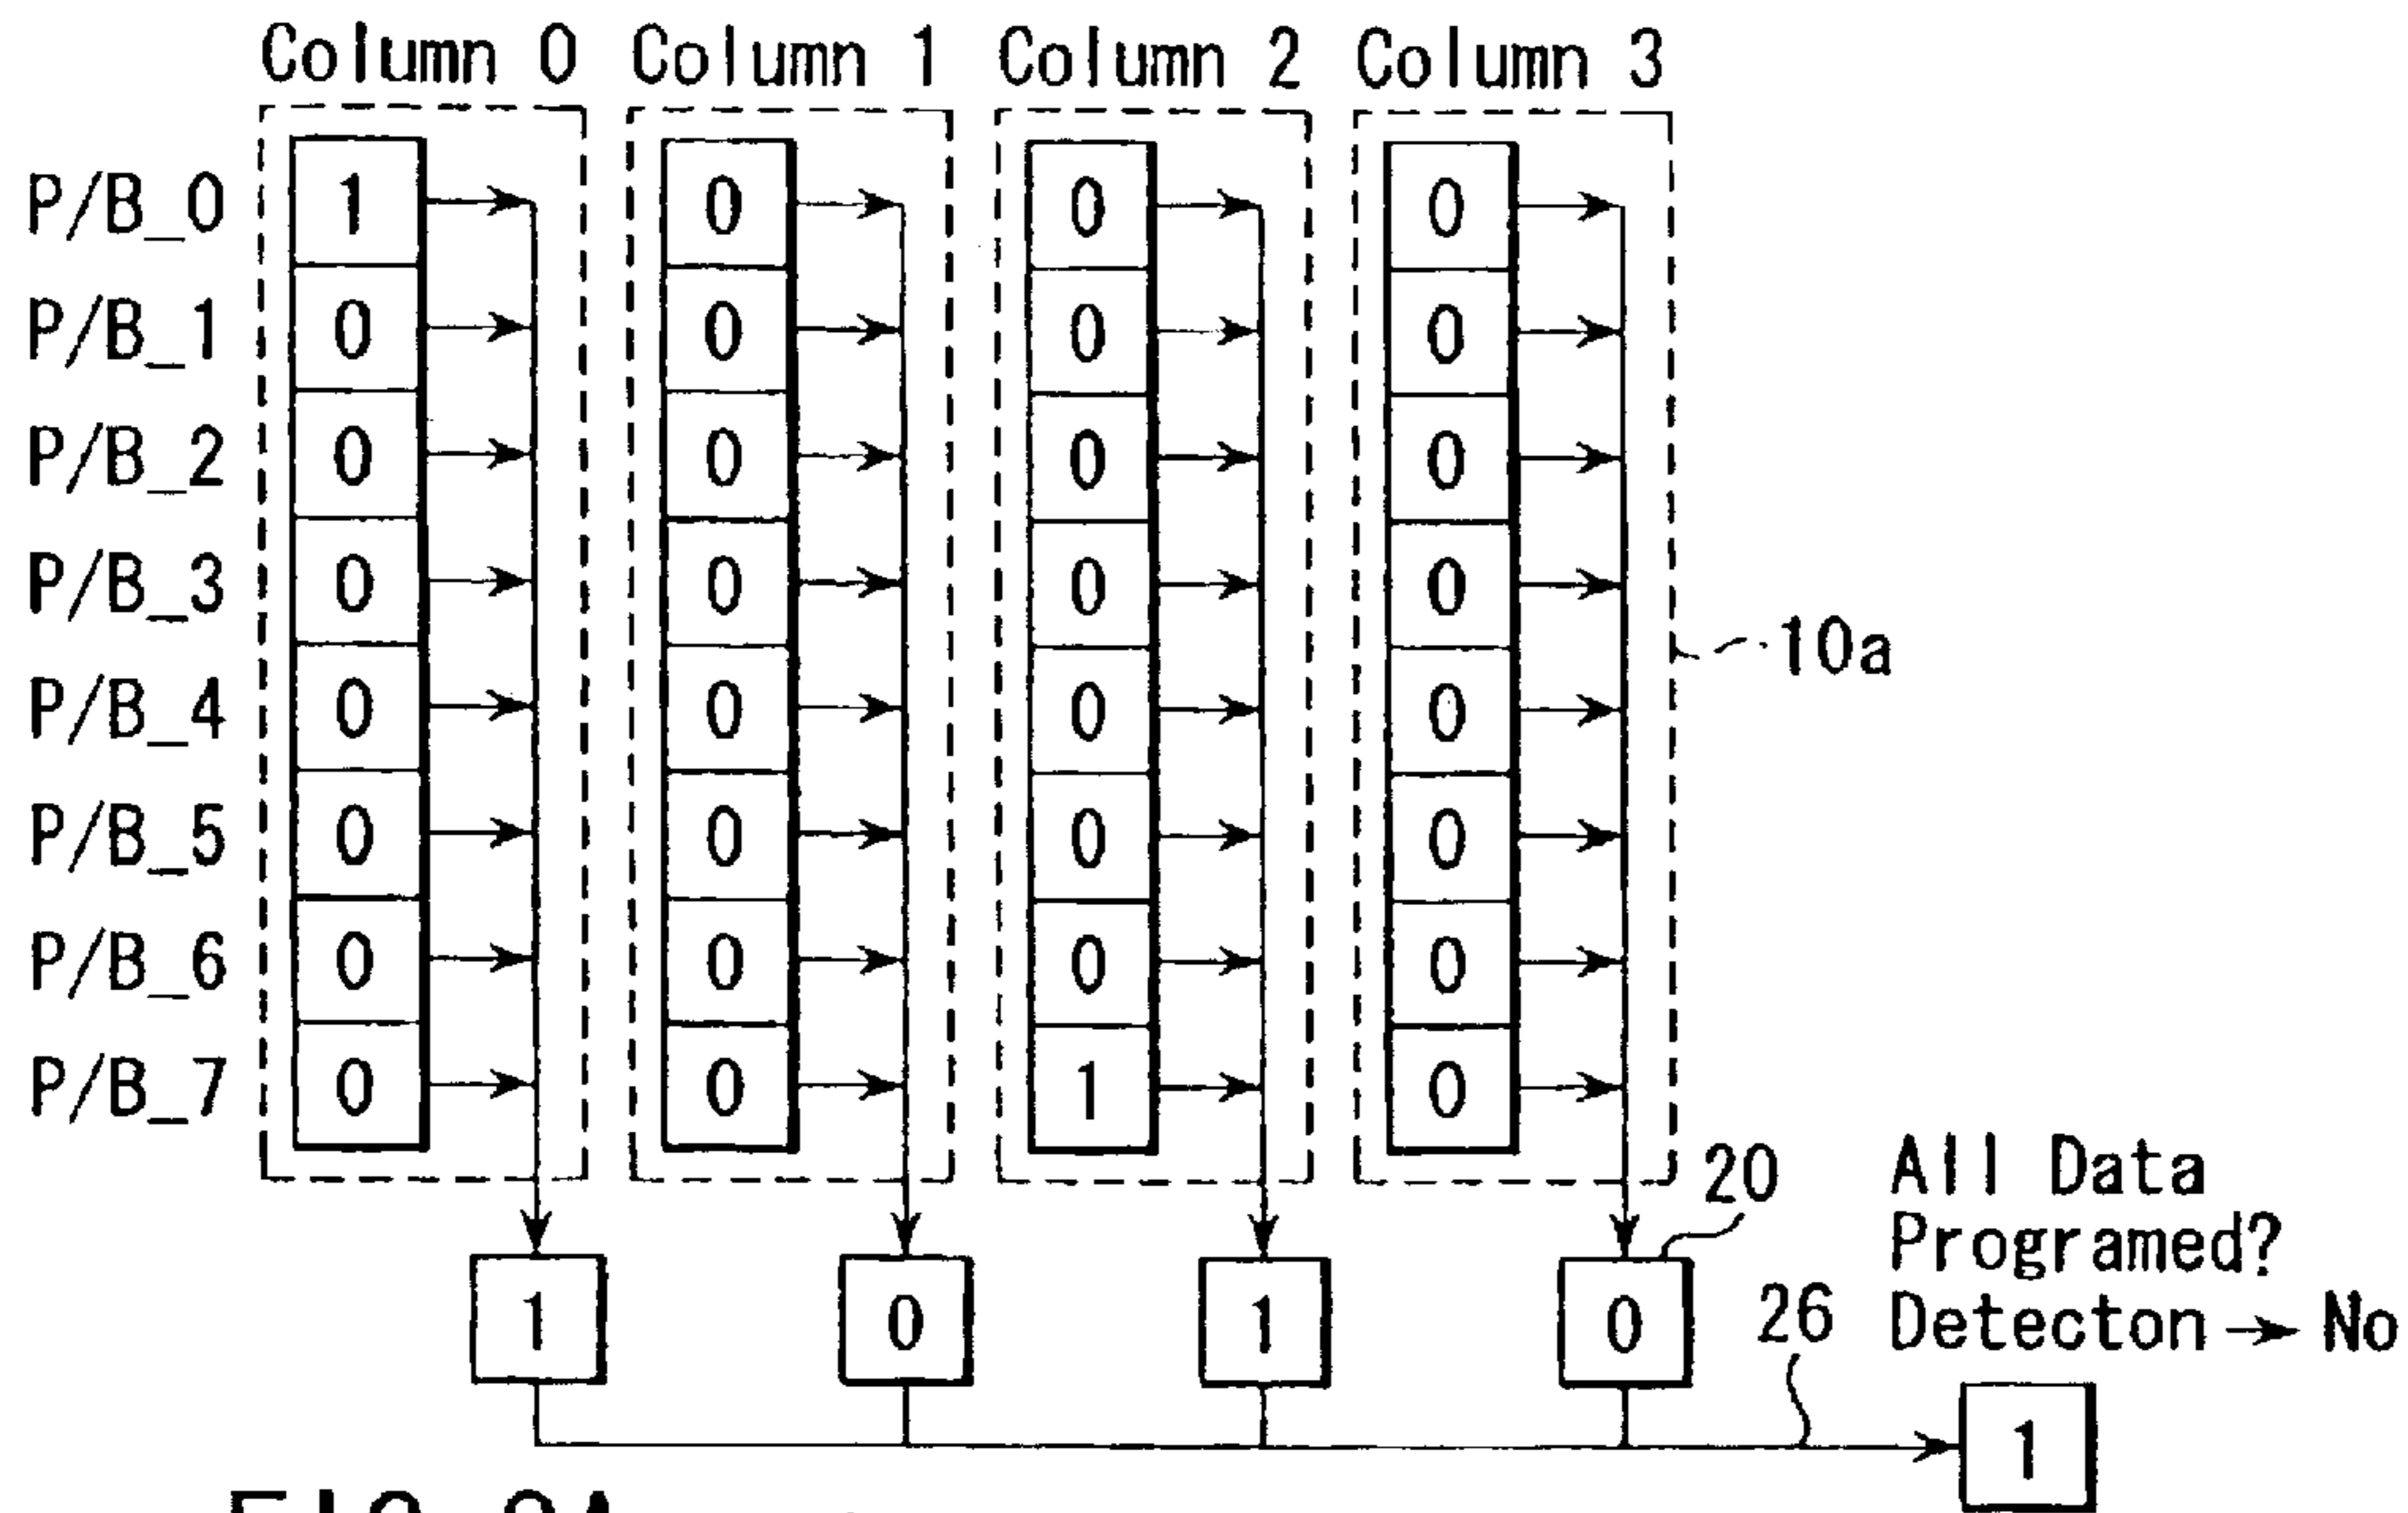 Column 0 Column 1 Column 2 Column 3
P/B_0 1 0 0 0
P/B_1 0 0 0 0
P/B_2 0 0 0 0
P/B_3 0 0 0 0
10a
P/B_4 0 0 0 0
P/B_5 0 0 0 0
P/B_6 0 0 0 0
P/B_7 0 0 1 0
20
All Data
Programed?
Detecton → No
1 0 1 0
26
1